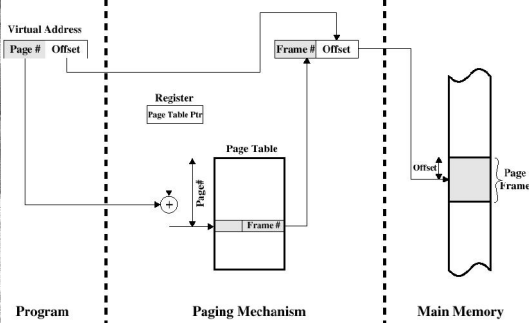 Virtual Address
Page # Offset
Frame # Offset
Register
Page Table Ptr
Page Table
Page#
Frame #
+
Offset
Page
Frame
Program
Paging Mechanism
Main Memory